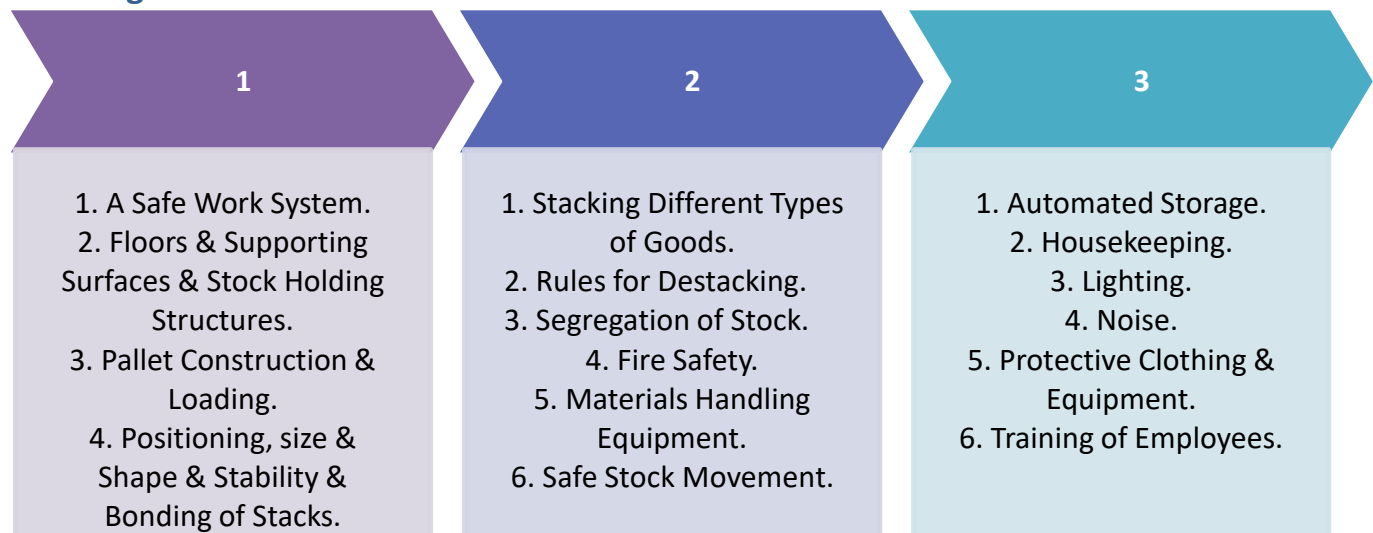 1
1. A Safe Work System.
2. Floors & Supporting
Surfaces & Stock Holding
Structures.
3. Pallet Construction &
Loading.
4. Positioning, size &
Shape & Stability &
Bonding of Stacks.
2
1. Stacking Different Types
of Goods.
2. Rules for Destacking.
3. Segregation of Stock.
4. Fire Safety.
5. Materials Handling
Equipment.
6. Safe Stock Movement.
3
1. Automated Storage.
2. Housekeeping.
3. Lighting.
4. Noise.
5. Protective Clothing &
Equipment.
6. Training of Employees.